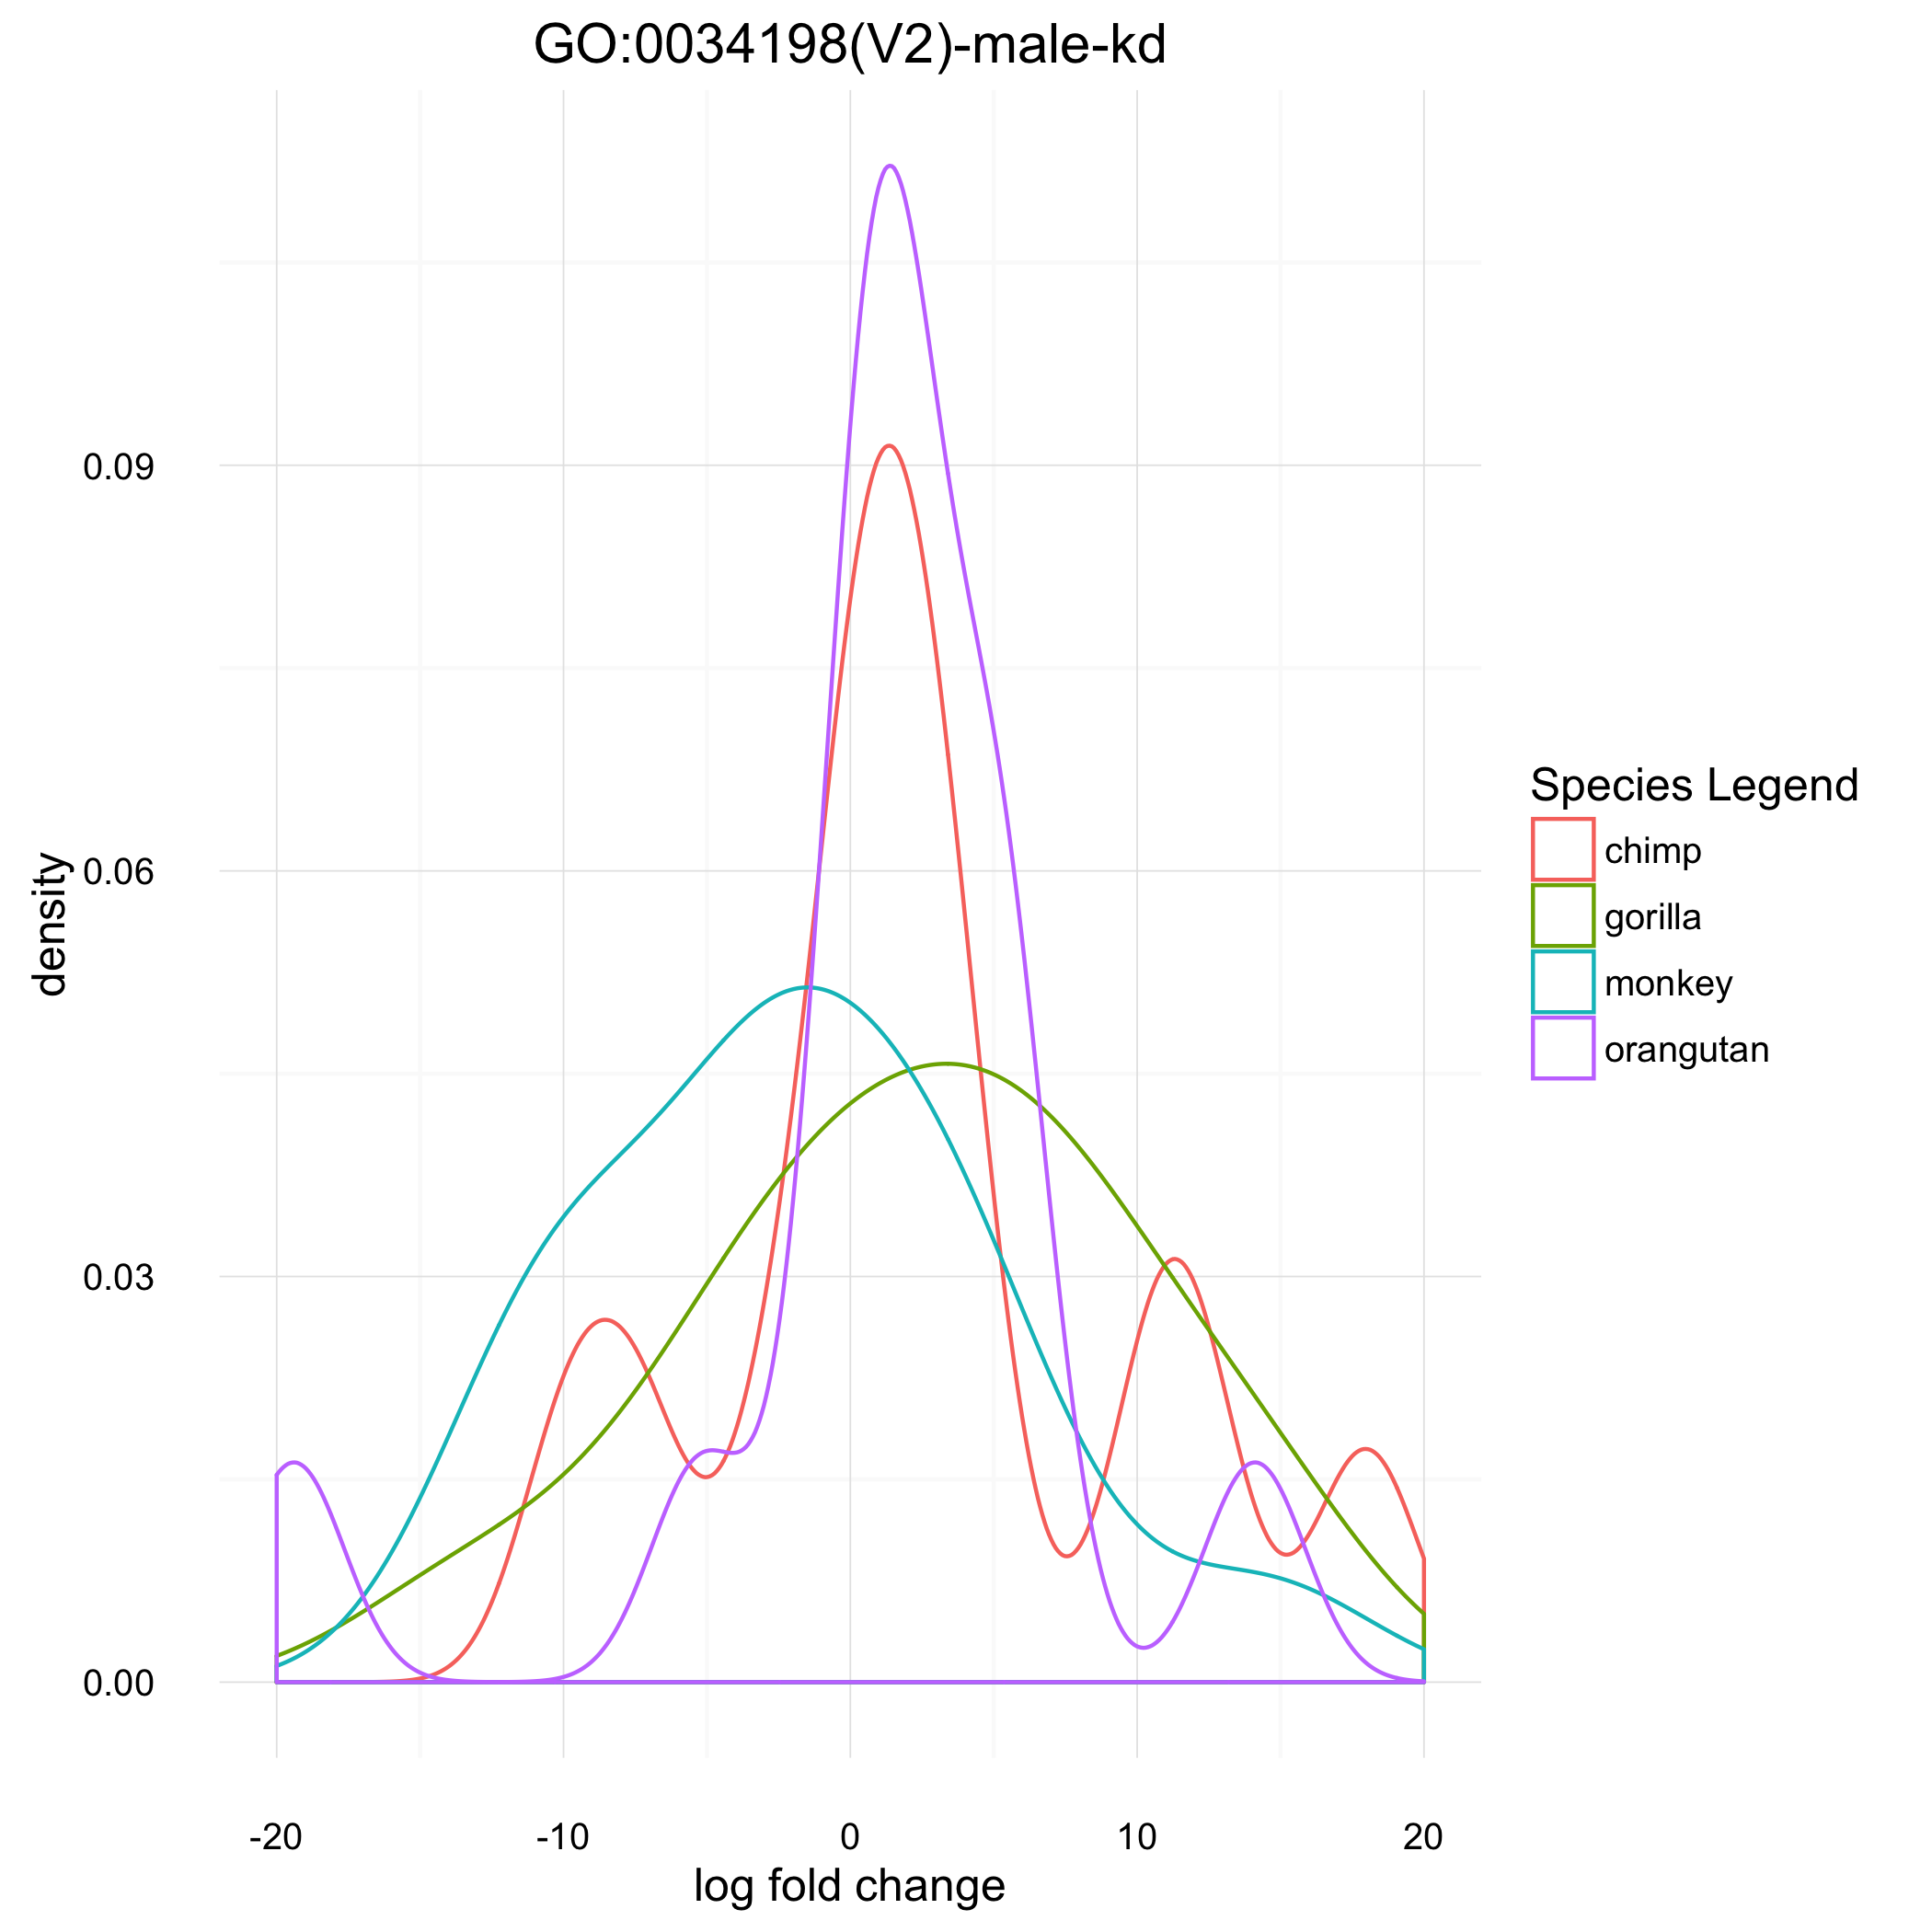 GO:0034198(V2)-male-kd
0.09
0.06
0.03
0.00
density
-20
-10
0
10
20
log fold change
Species Legend
chimp
gorilla
monkey
orangutan